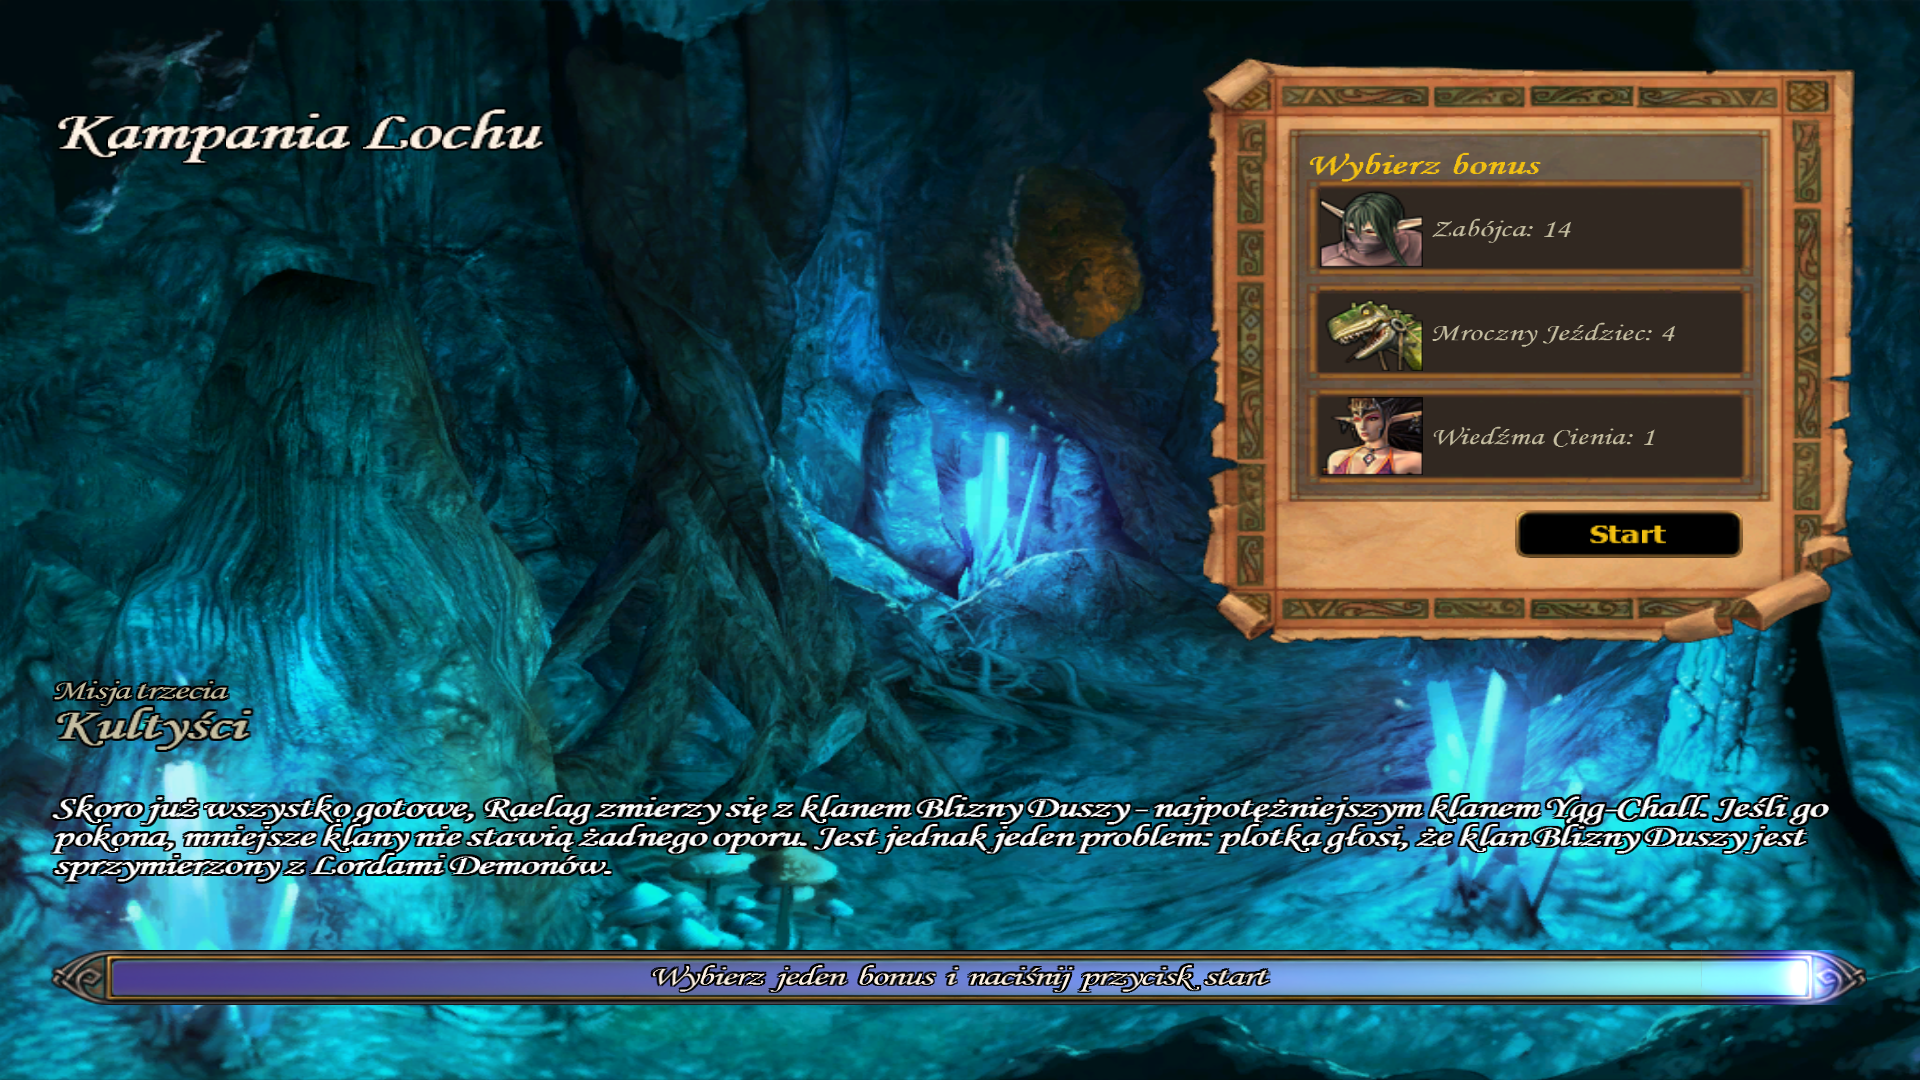 Kampania Lochu
Wybierz bonus
Zabójca: 14
Mroczny Jeździec: 4
Wiedźma Cienia: 1
Start
Misja trzecia
Kultyści
Skoro już wszystko gotowe, Raelag zmierzy się z klanem Blizny Duszy - najpotężniejszym klanem Ygg-Chall. Jeśli go
pokona, mniejsze klany nie stawią żadnego oporu. Jest jednak jeden problem: plotka głosi, że klan Blizny Duszy jest
sprzymierzony z Lordami Demonów.
Wybierz jeden bonus i naciśnij przycisk start